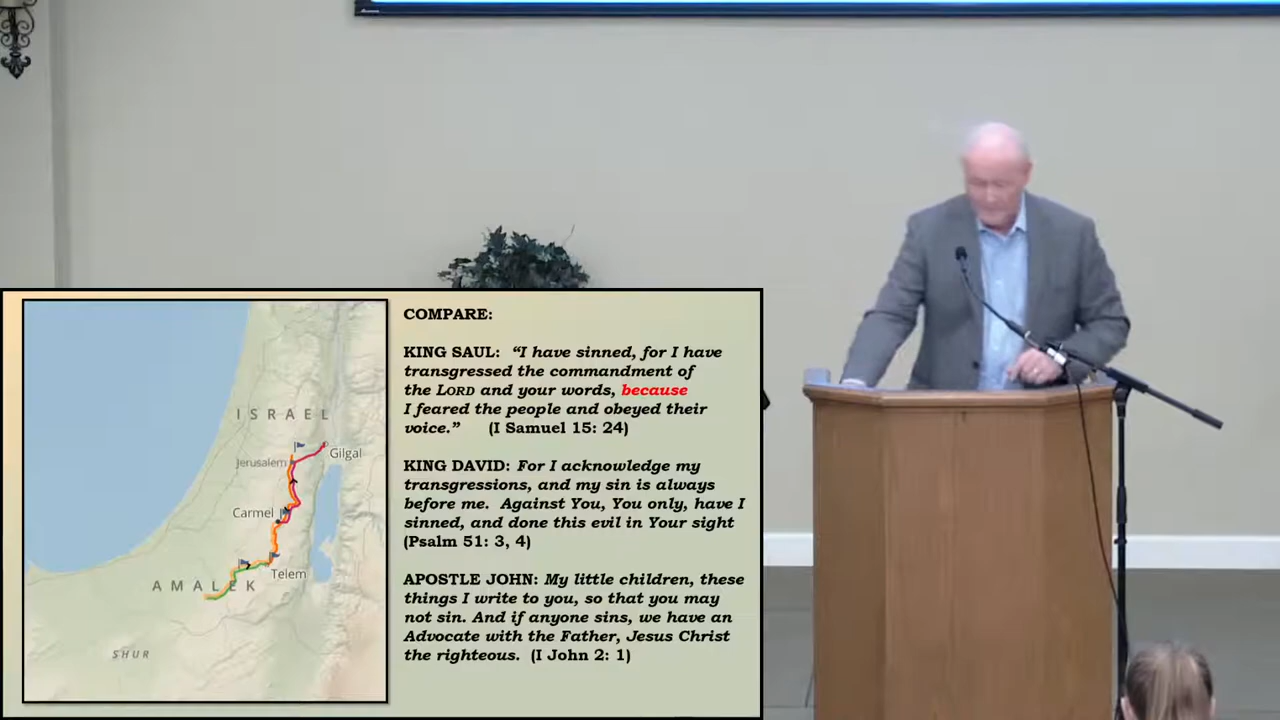 COMPARE:
KING SAUL: “I have sinned, for I have
transgressed the commandment of
the LORD and your words, because
I feared the people and obeyed their
voice.” (I Samuel 15: 24)
KING DAVID: For I acknowledge my
transgressions, and my sin is always
before me. Against You, You only, have I
sinned, and done this evil in Your sight
(Psalm 51: 3, 4)
APOSTLE JOHN: My little children, these
things I write to you, so that you may
not sin. And if anyone sins, we have an
Advocate with the Father, Jesus Christ
the righteous. (I John 2: 1)
ISRAEL
Gilgal
Jerusalem
Carmel
Telem
AMALEK
SHUR